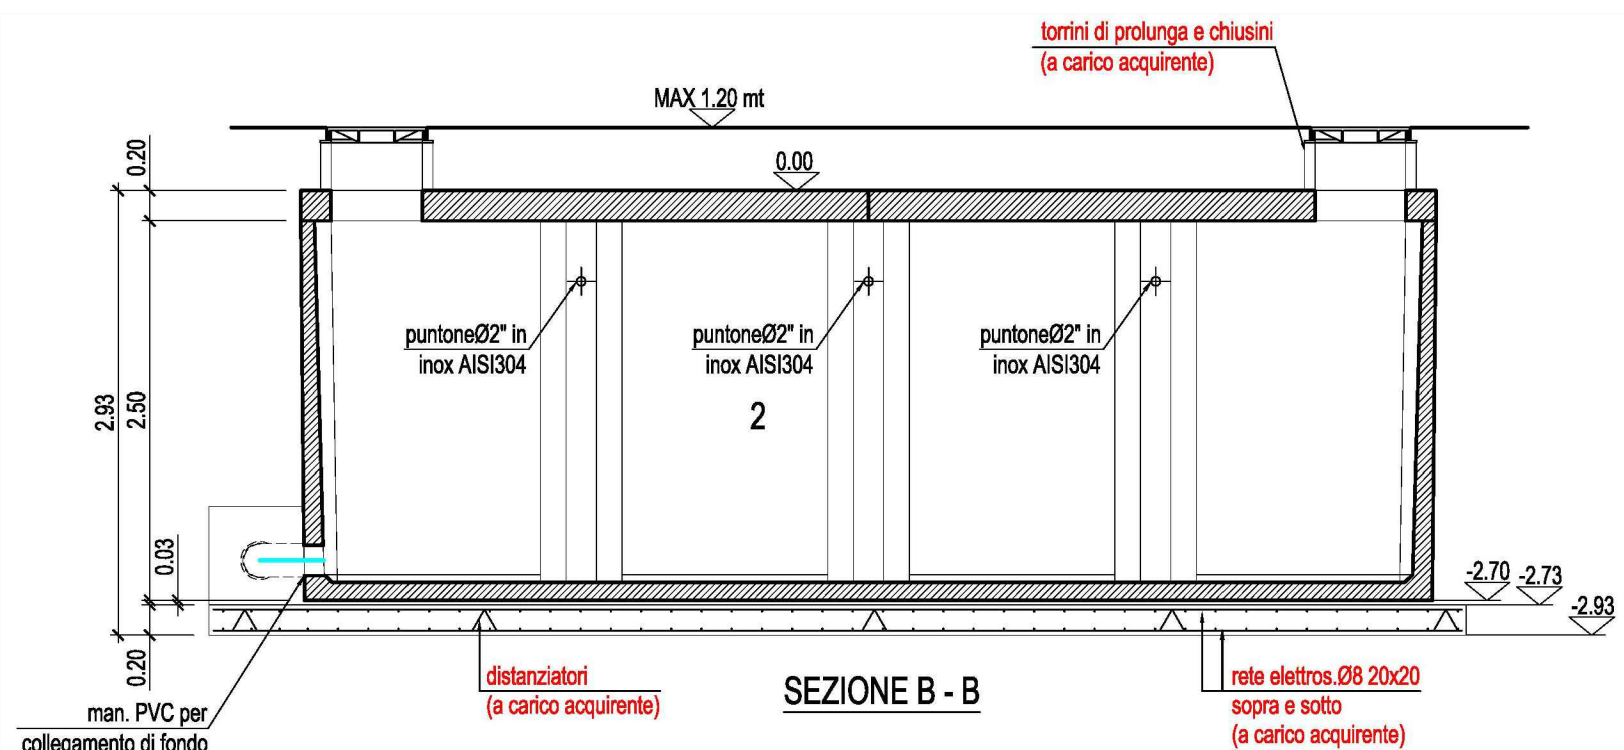 torrini di prolunga e chiusini
(a carico acquirente)
MAX 1.20 mt
0.20
0.00
puntoneØ2" in
inox AISI304
puntoneØ2" in
inox AISI304
puntoneØ2" in
inox AISI304
2.93
2.50
2
0.03
-2.70
-2.73
-2.93
0.20
distanziatori
(a carico acquirente)
SEZIONE B - B
rete elettros.Ø8 20x20
sopra e sotto
(a carico acquirente)
man. PVC per
collegamento di fondo